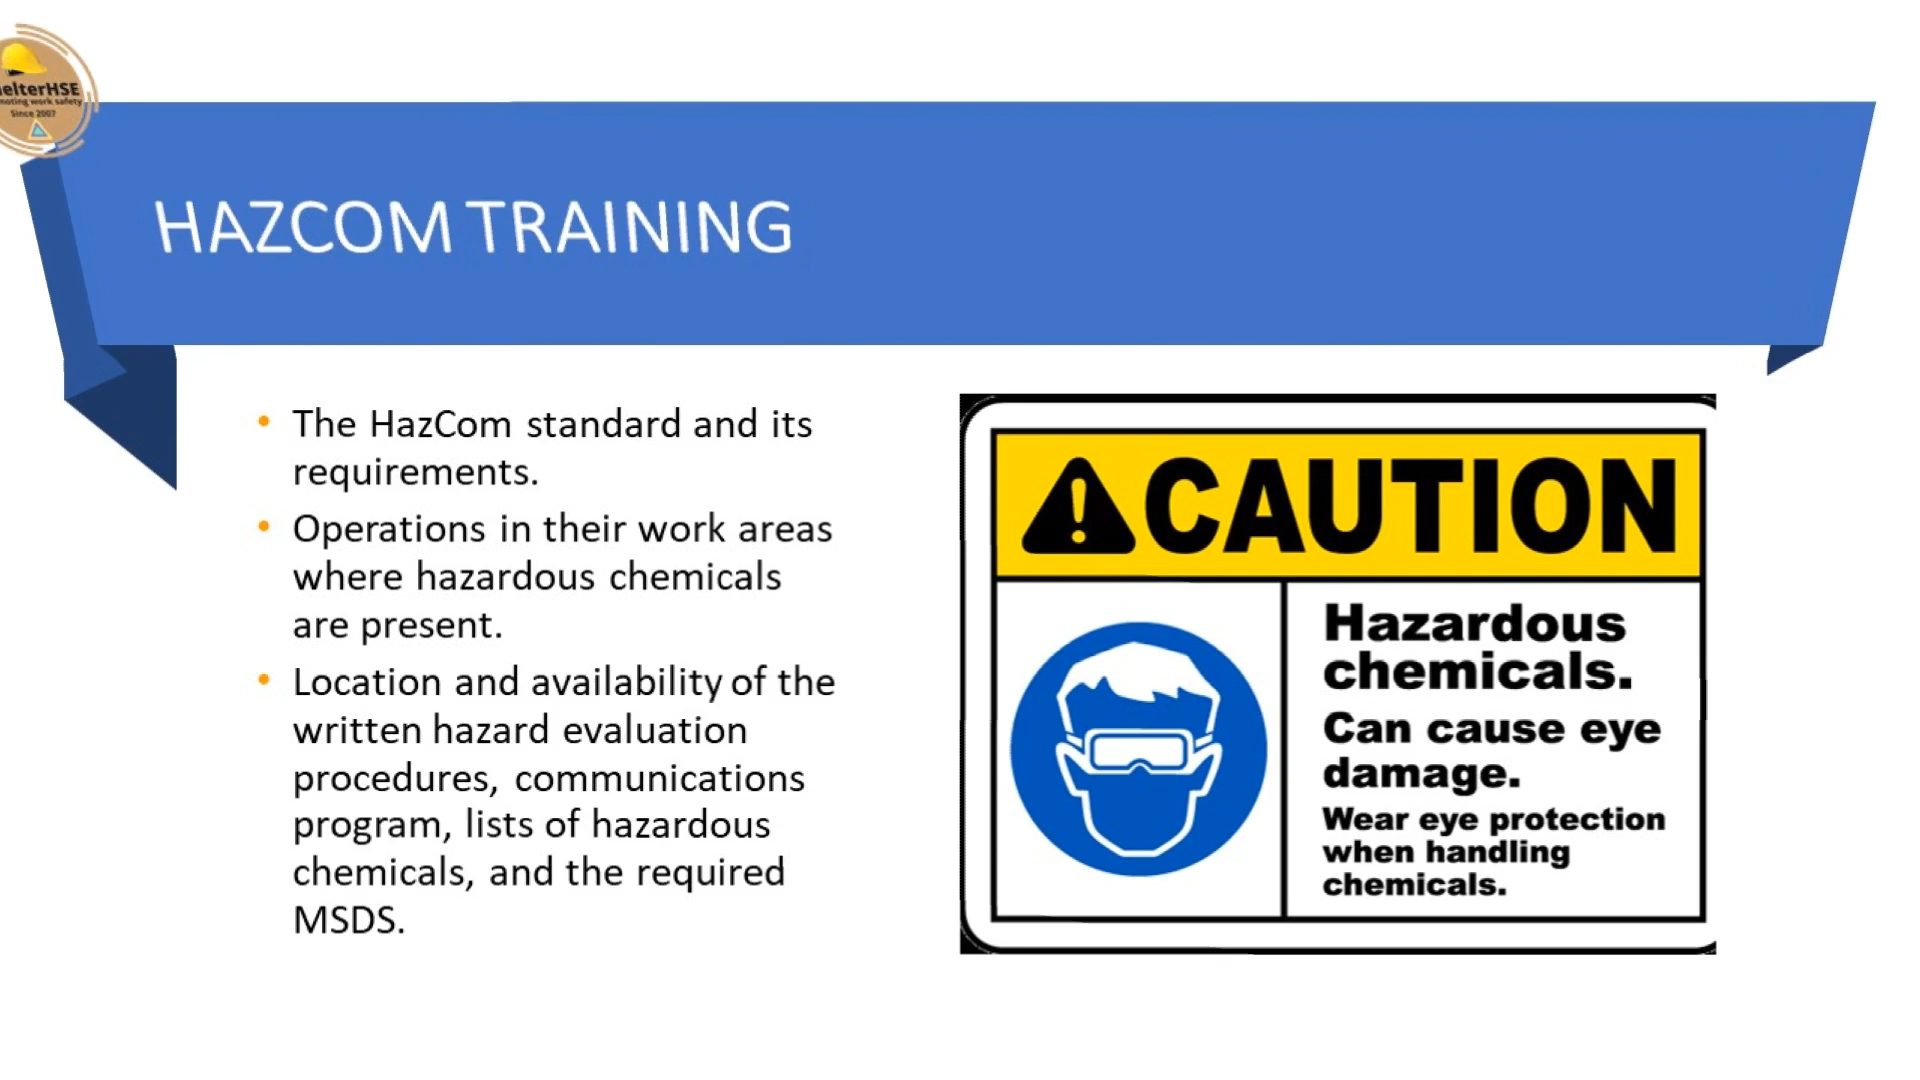 elterHSE
moting work safety
Since 2007
HAZCOM TRAINING
• The HazCom standard and its
requirements.
• Operations in their work areas
where hazardous chemicals
are present.
• Location and availability of the
written hazard evaluation
procedures, communications
program, lists of hazardous
chemicals, and the required
MSDS.
CAUTION
Hazardous
chemicals.
Can cause eye
damage.
Wear eye protection
when handling
chemicals.